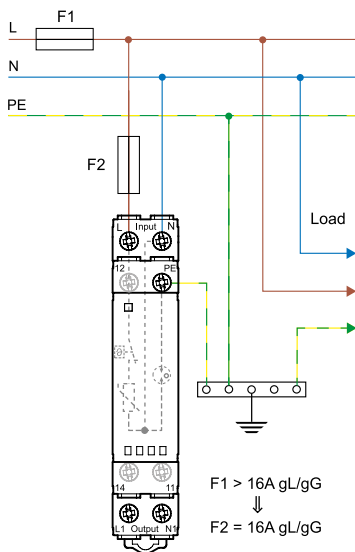 F1
L
N
PE
F2
L Input N
Load
12 PE
14 11
L1 Output N1
F1 > 16A gL/gG
⇓
F2 = 16A gL/gG